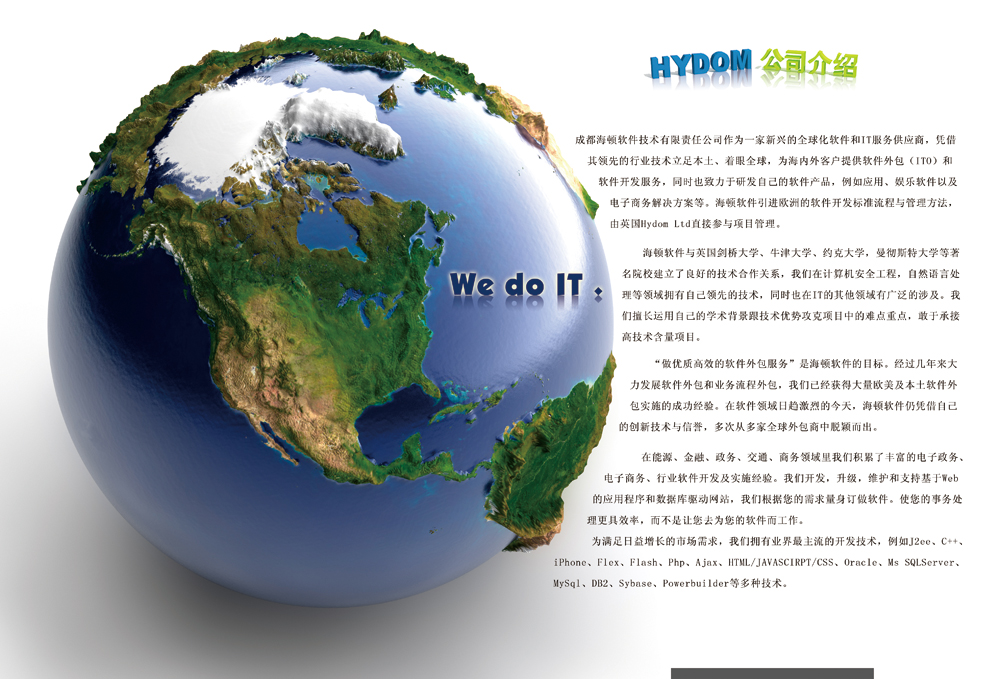 HYDOM 公司介绍
成都海顿软件技术有限责任公司作为一家新兴的全球化软件和IT服务供应商，凭借
其领先的行业技术立足本土、着眼全球，为海内外客户提供软件外包（ITO）和
软件开发服务，同时也致力于研发自己的软件产品，例如应用、娱乐软件以及
电子商务解决方案等。海顿软件引进欧洲的软件开发标准流程与管理方法，
由英国Hydom Ltd直接参与项目管理。
海顿软件与英国剑桥大学、牛津大学、约克大学，曼彻斯特大学等著
名院校建立了良好的技术合作关系，我们在计算机安全工程，自然语言处
理等领域拥有自己领先的技术，同时也在IT的其他领域有广泛的涉及。我
们擅长运用自己的学术背景跟技术优势攻克项目中的难点重点，敢于承接
高技术含量项目。
We do IT .
“做优质高效的软件外包服务”是海顿软件的目标。经过几年来大
力发展软件外包和业务流程外包，我们已经获得大量欧美及本土软件外
包实施的成功经验。在软件领域日趋激烈的今天，海顿软件仍凭借自己
的创新技术与信誉，多次从多家全球外包商中脱颖而出。
在能源、金融、政务、交通、商务领域里我们积累了丰富的电子政务、
电子商务、行业软件开发及实施经验。我们开发，升级，维护和支持基于Web
的应用程序和数据库驱动网站，我们根据您的需求量身订做软件。使您的事务处
理更具效率，而不是让您去为您的软件而工作。
为满足日益增长的市场需求，我们拥有业界最主流的开发技术，例如J2ee、C++、
iPhone、Flex、Flash、Php、Ajax、HTML/JAVASCIRPT/CSS、Oracle、Ms SQLServer、
MySql、DB2、Sybase、Powerbuilder等多种技术。